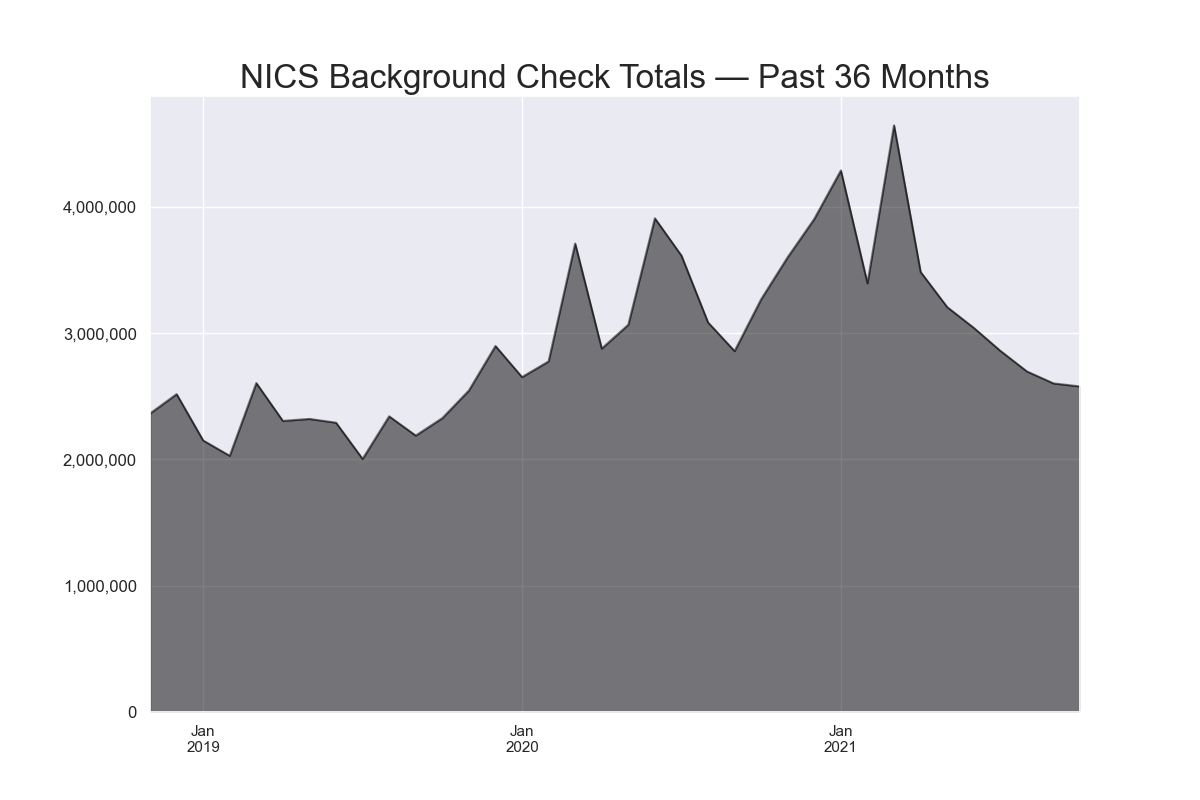 NICS Background Check Totals — Past 36 Months
4,000,000
3,000,000
2,000,000
1,000,000
0
Jan
2019
Jan
2020
Jan
2021